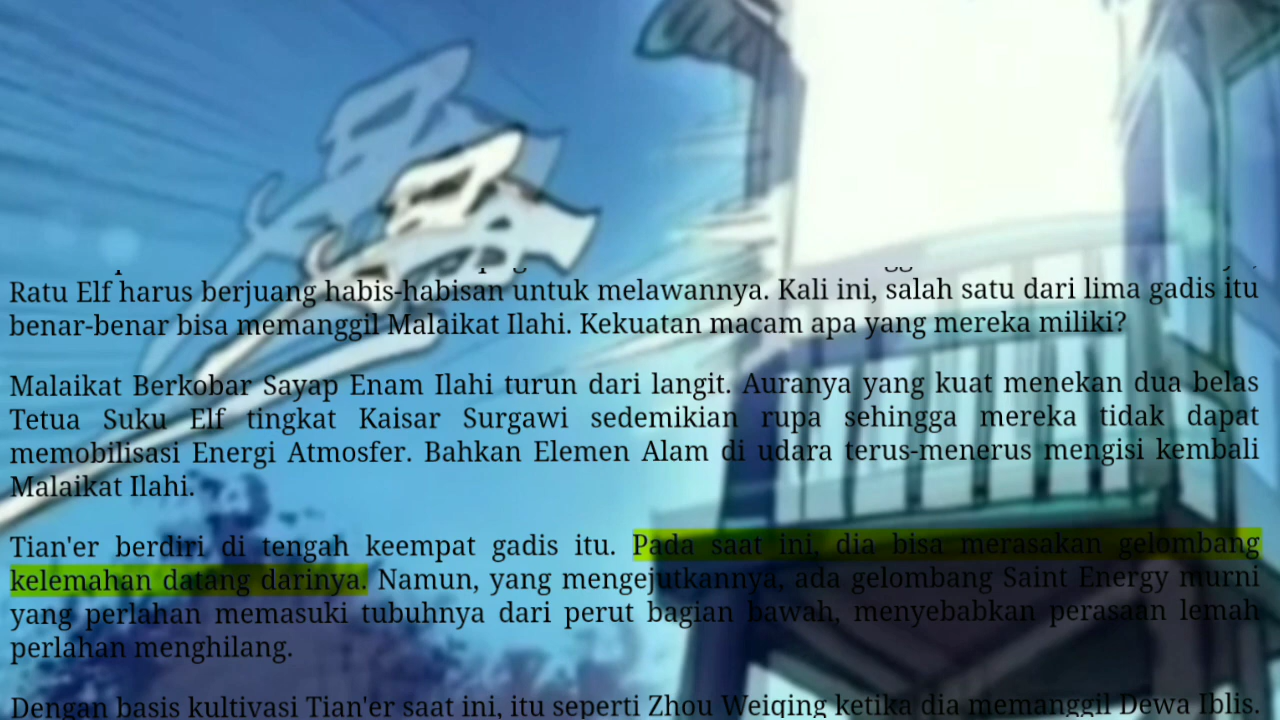 Ratu Elf harus berjuang habis-habisan untuk melawannya. Kali ini, salah satu dari lima gadis itu
benar-benar bisa memanggil Malaikat Ilahi. Kekuatan macam apa yang mereka miliki?
Malaikat Berkobar Sayap Enam Ilahi turun dari langit. Auranya yang kuat menekan dua belas
Tetua Suku Elf tingkat Kaisar Surgawi sedemikian rupa sehingga mereka tidak dapat
memobilisasi Energi Atmosfer. Bahkan Elemen Alam di udara terus-menerus mengisi kembali
Malaikat Ilahi.
Tian'er berdiri di tengah keempat gadis itu. Pada saat ini, dia bisa merasakan gelombang
kelemahan datang darinya. Namun, yang mengejutkannya, ada gelombang Saint Energy murni
yang perlahan memasuki tubuhnya dari perut bagian bawah, menyebabkan perasaan lemah
perlahan menghilang.
Dengan basis kultivasi Tian'er saat ini, itu seperti Zhou Weiqing ketika dia memanggil Dewa Iblis.